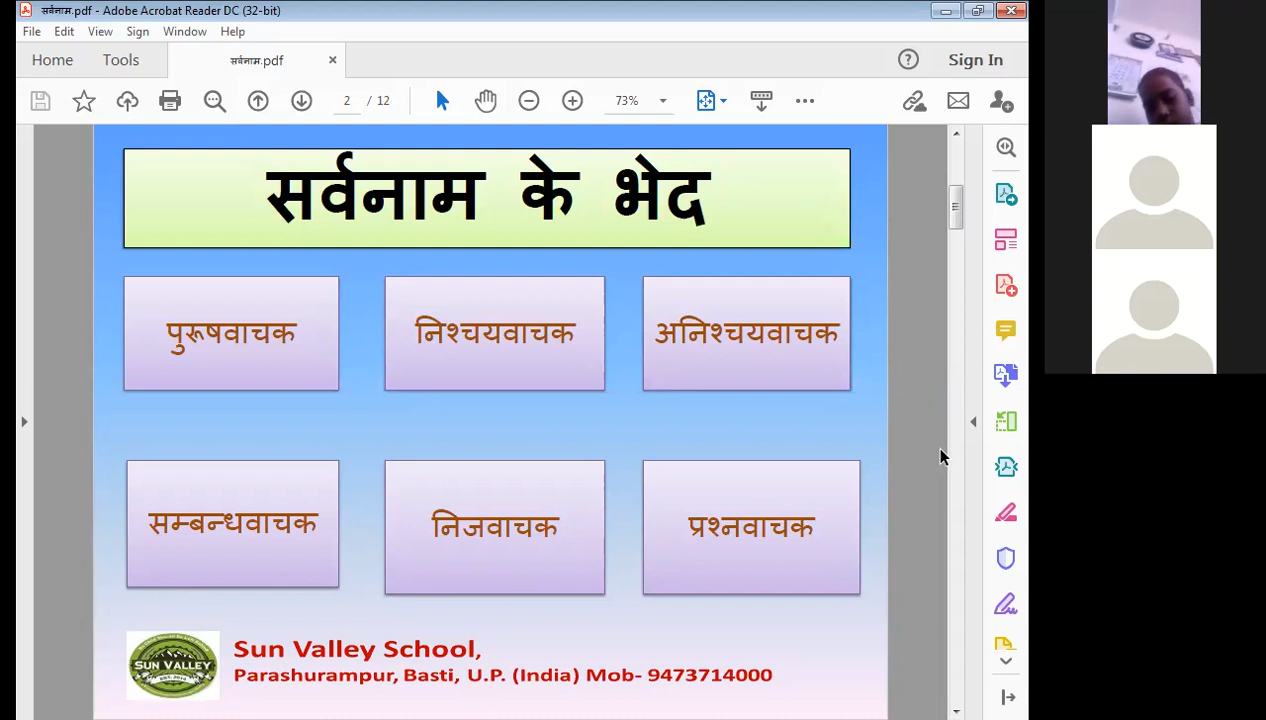 सर्वनाम.pdf - Adobe Acrobat Reader DC (32-bit)
File Edit View Sign Window Help
Home Tools सर्वनाम.pdf Sign In
2 / 12 73%
सर्वनाम के भेद
पुरूषवाचक निश्चयवाचक अनिश्चयवाचक
सम्बन्धवाचक निजवाचक प्रश्नवाचक
SUN VALLEY
Sun Valley School,
Parashurampur, Basti, U.P. (India) Mob- 9473714000